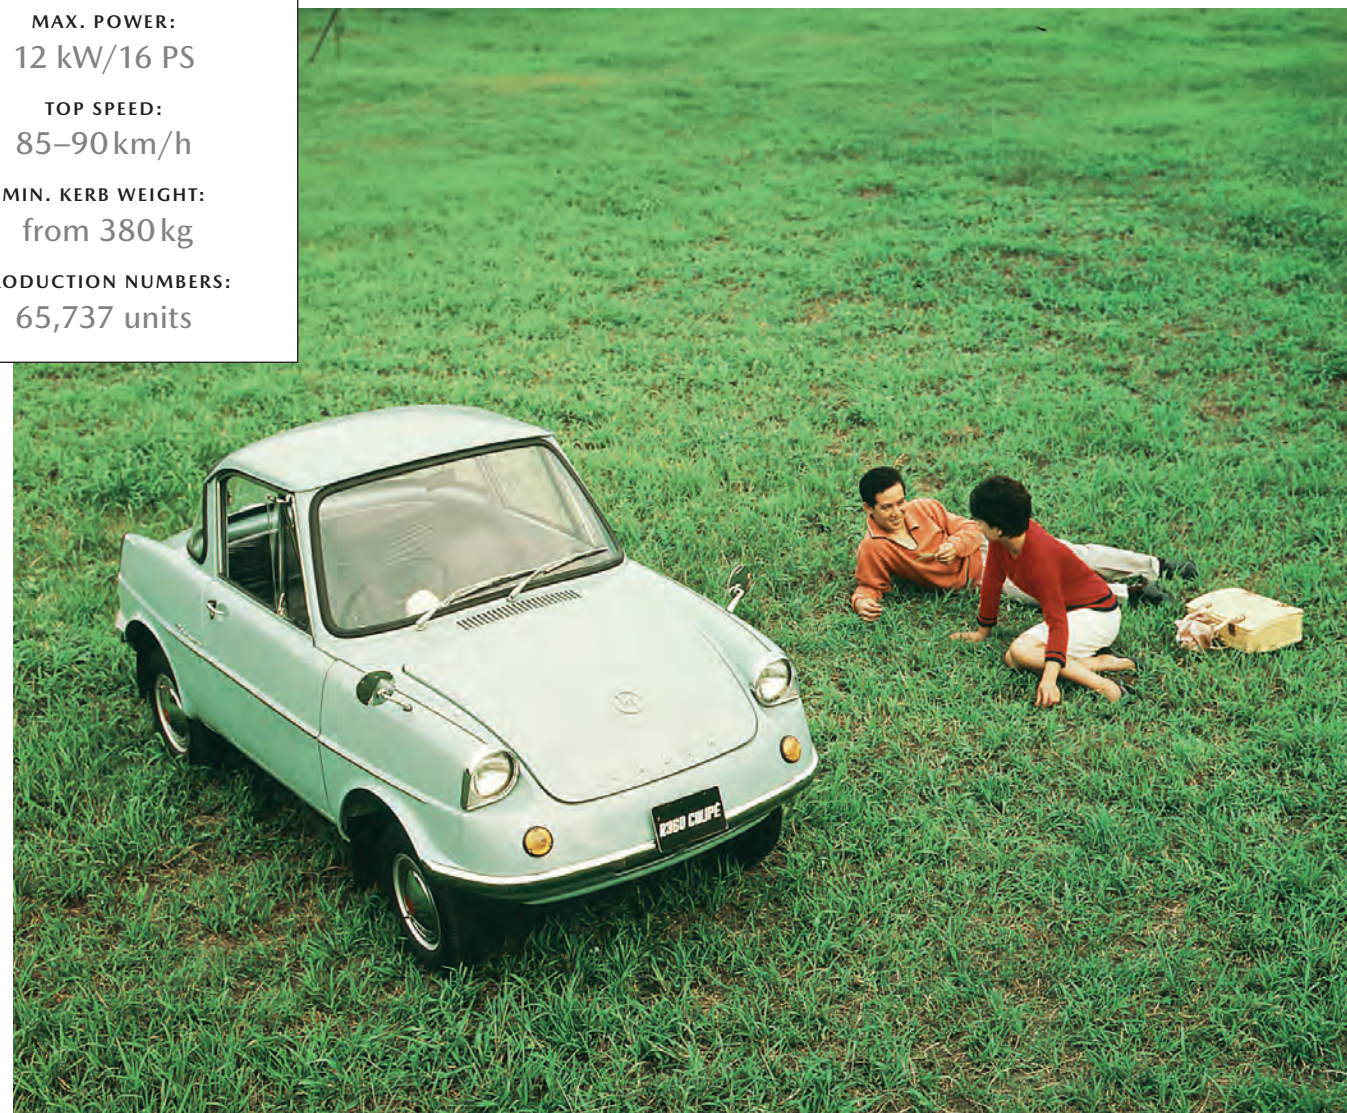 MAX. POWER:
12 kW/16 PS
TOP SPEED:
85–90 km/h
MIN. KERB WEIGHT:
from 380 kg
ODUCTION NUMBERS:
65,737 units
R360 COUPÉ